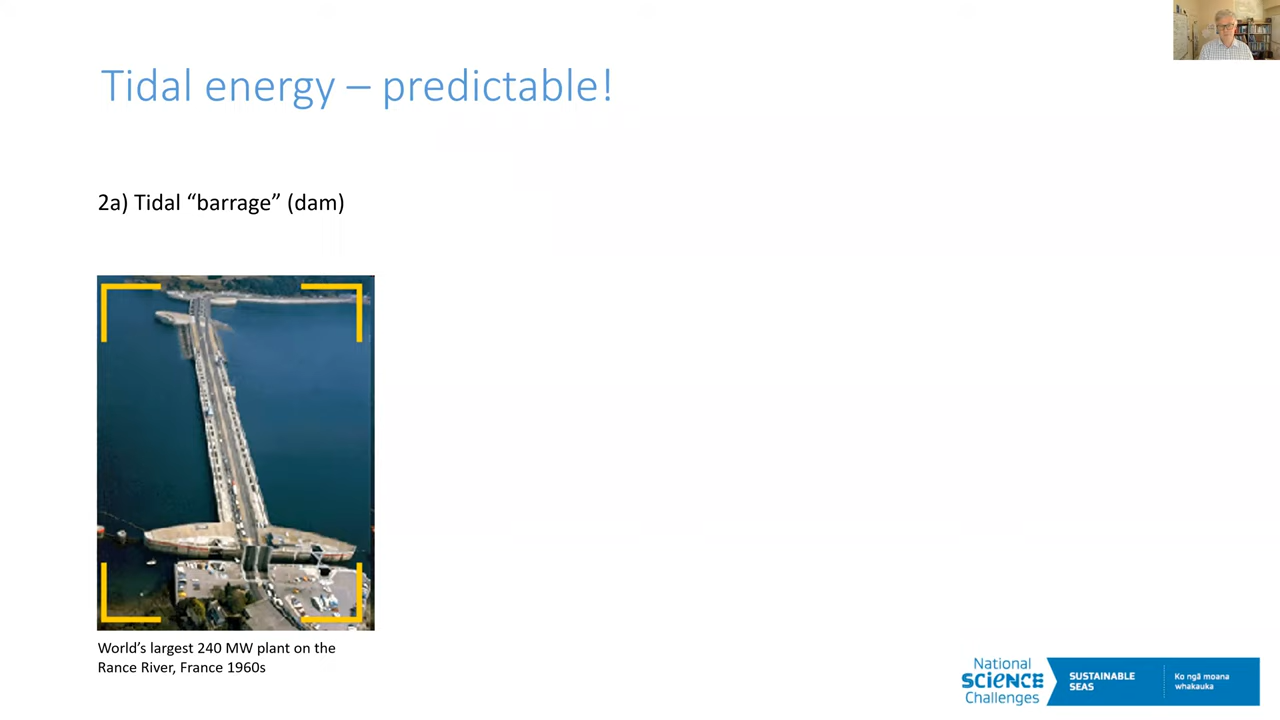 Tidal energy – predictable!
2a) Tidal “barrage” (dam)
World’s largest 240 MW plant on the
Rance River, France 1960s
National
SCIENCE
Challenges
SUSTAINABLE
SEAS
Ko ngā moana
whakauka